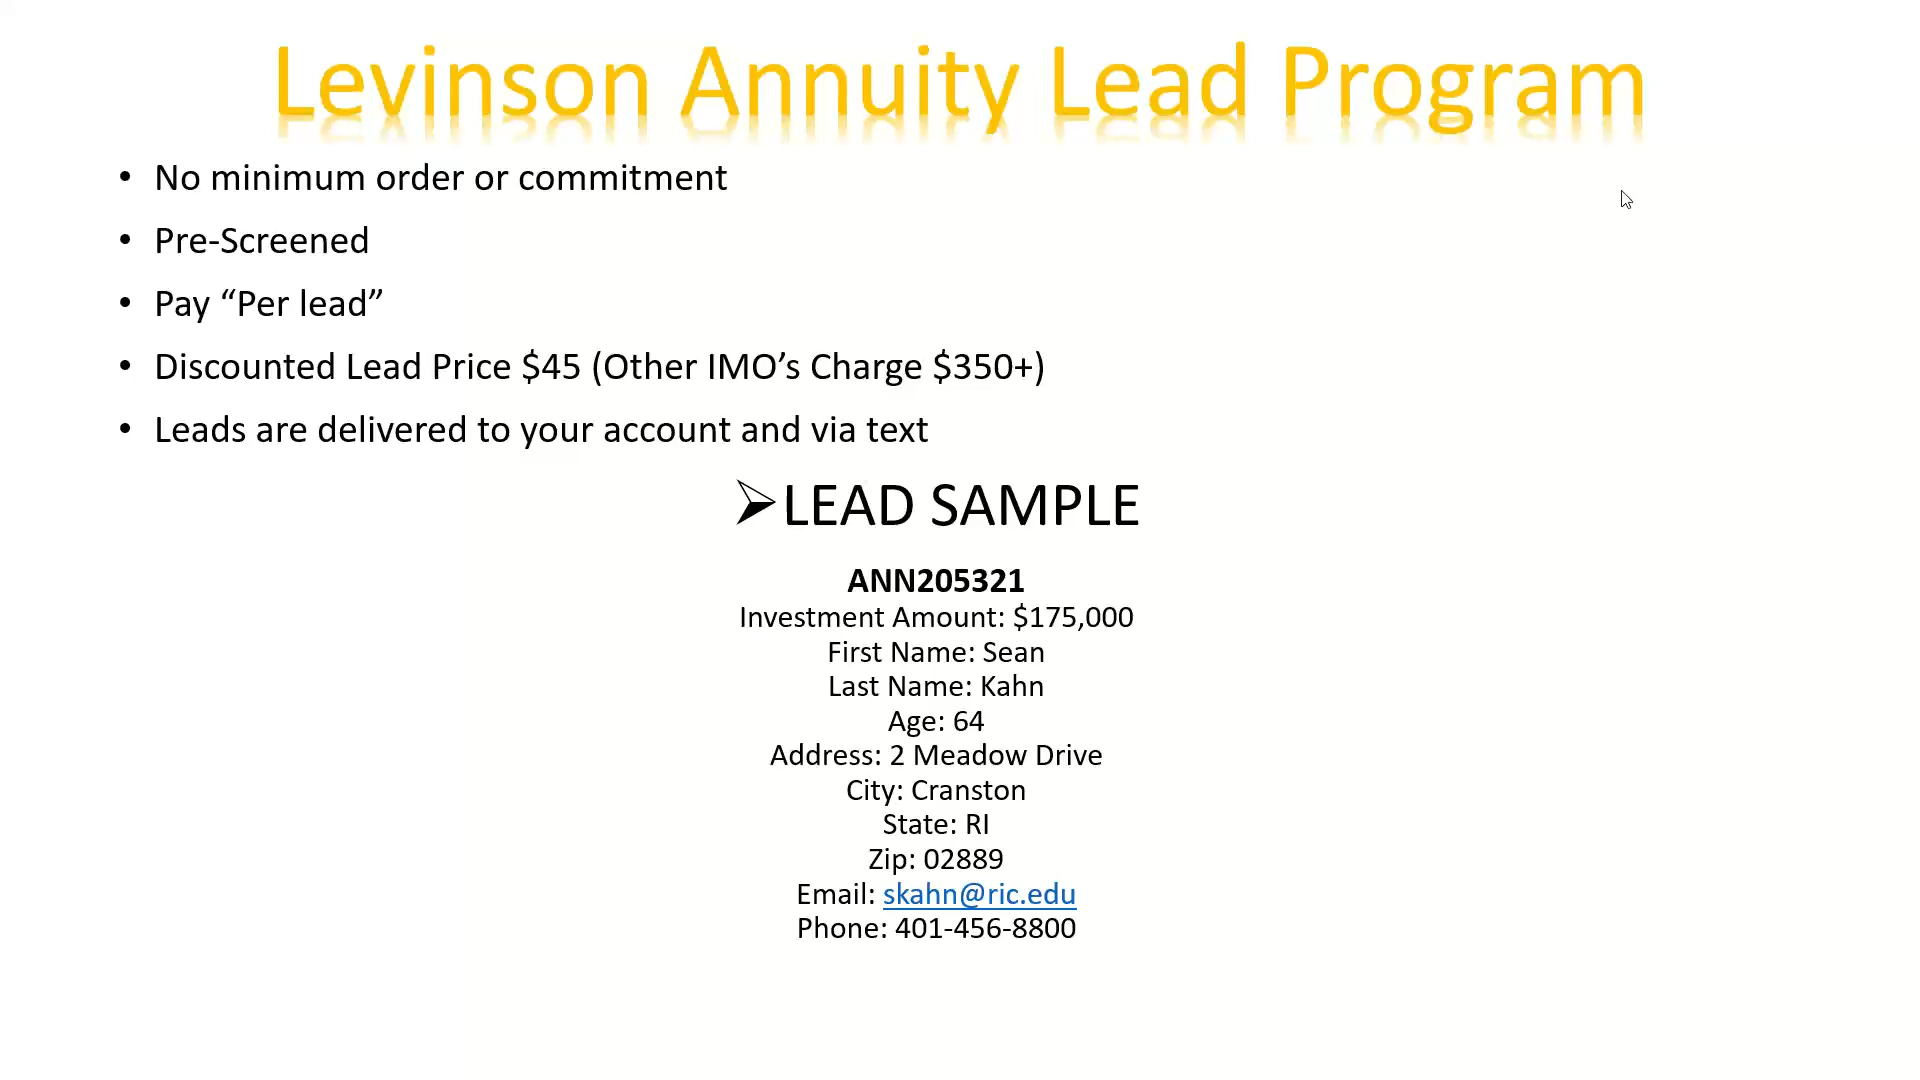 Levinson Annuity Lead Program
• No minimum order or commitment
• Pre-Screened
• Pay “Per lead”
• Discounted Lead Price $45 (Other IMO’s Charge $350+)
• Leads are delivered to your account and via text
➢LEAD SAMPLE
ANN205321
Investment Amount: $175,000
First Name: Sean
Last Name: Kahn
Age: 64
Address: 2 Meadow Drive
City: Cranston
State: RI
Zip: 02889
Email: skahn@ric.edu
Phone: 401-456-8800